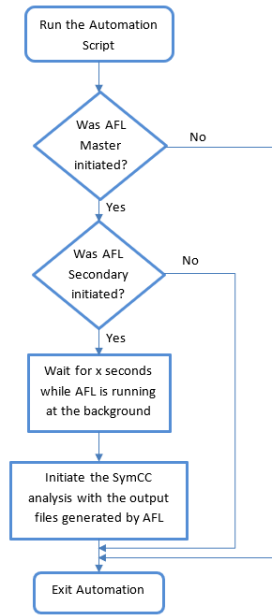 Run the Automation
Script
Was AFL
Master
initiated?
No
Yes
Was AFL
Secondary
initiated?
No
Yes
Wait for x seconds
while AFL is running
at the background
Initiate the SymCC
analysis with the output
files generated by AFL
Exit Automation